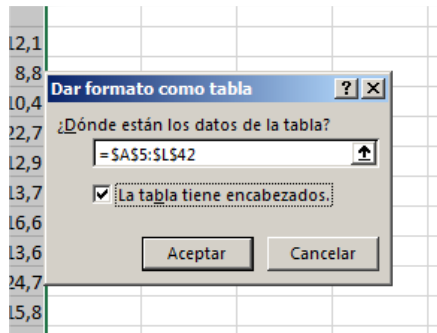 12,1
8,8
10,4
22,7
12,9
13,7
16,6
13,6
24,7
15,8
Dar formato como tabla
?
¿Dónde están los datos de la tabla?
=$A$5:$L$42
La tabla tiene encabezados.
Aceptar
Cancelar